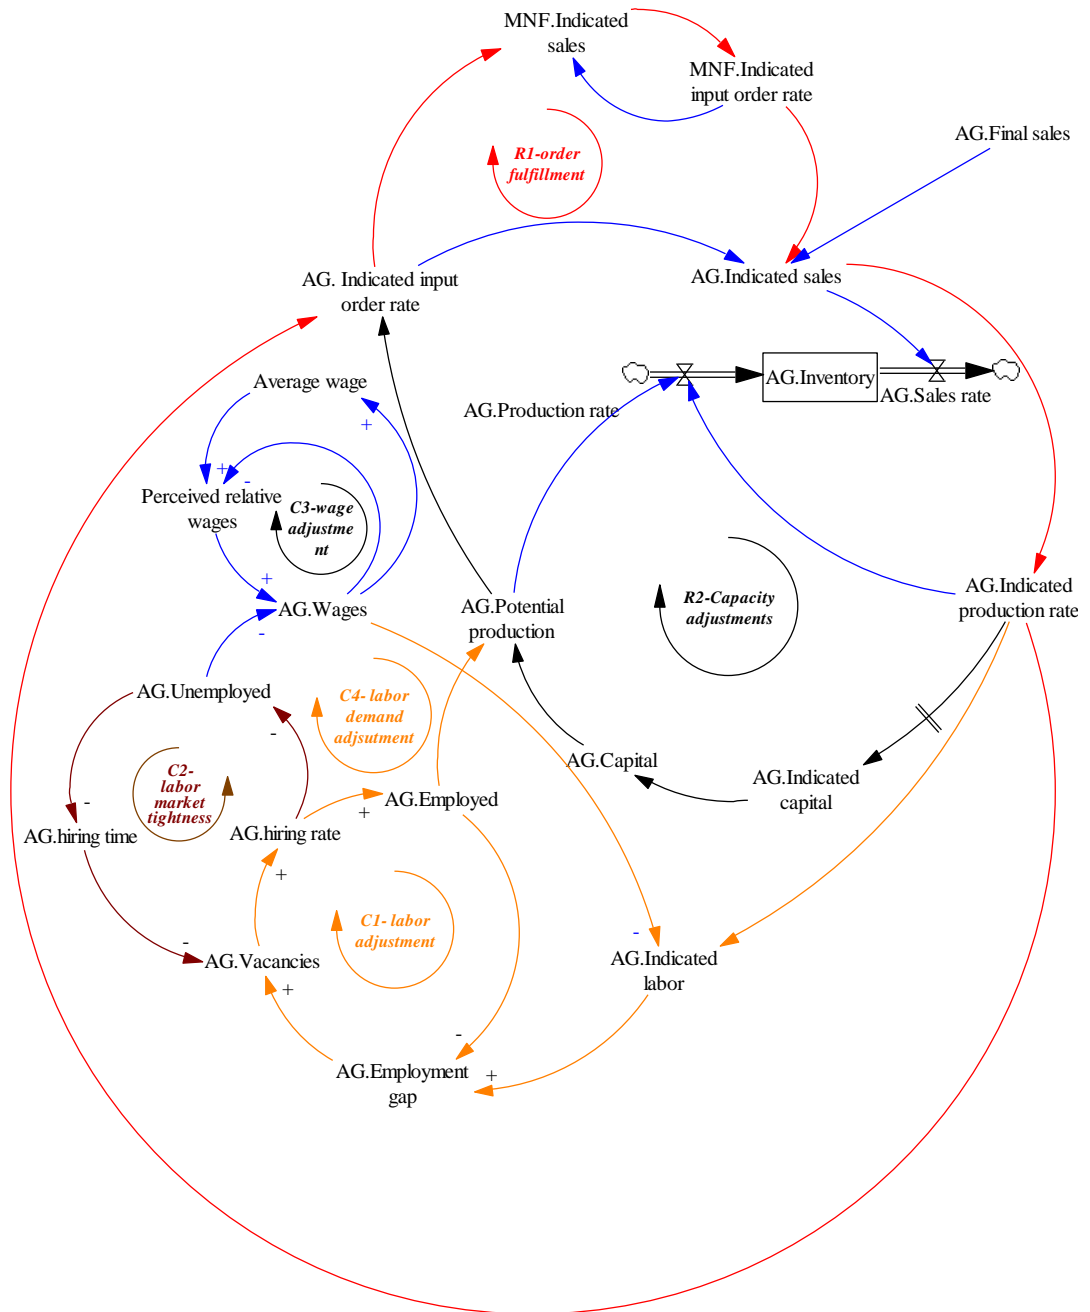 MNF.Indicated
sales
MNF.Indicated
input order rate
AG.Final sales
R1-order
fulfillment
AG. Indicated input
order rate
AG.Indicated sales
Average wage
AG.Inventory
AG.Production rate
AG.Sales rate
+
+
-
Perceived relative
wages
C3-wage
adjustme
nt
+
AG.Wages
-
AG.Potential
production
R2-Capacity
adjustments
AG.Indicated
production rate
AG.Unemployed
-
C4- labor
demand
adjsutment
AG.Capital
AG.Indicated
capital
C2-
labor
market
tightness
-
AG.hiring time
AG.hiring rate
+
AG.Employed
+
C1- labor
adjustment
-
AG.Vacancies
+
-
AG.Indicated
labor
-
AG.Employment
gap
+